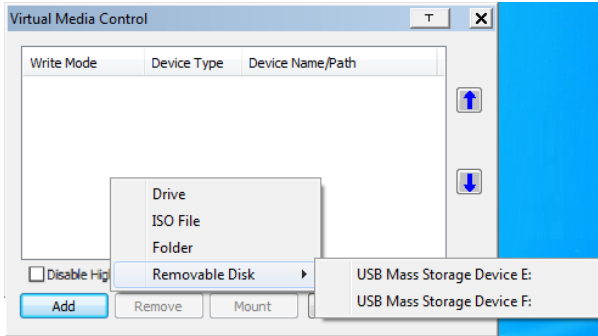 Virtual Media Control
T
X
Write Mode Device Type Device Name/Path
Drive
ISO File
Folder
Disable Hig
Removable Disk
USB Mass Storage Device E:
USB Mass Storage Device F:
Add Remove Mount